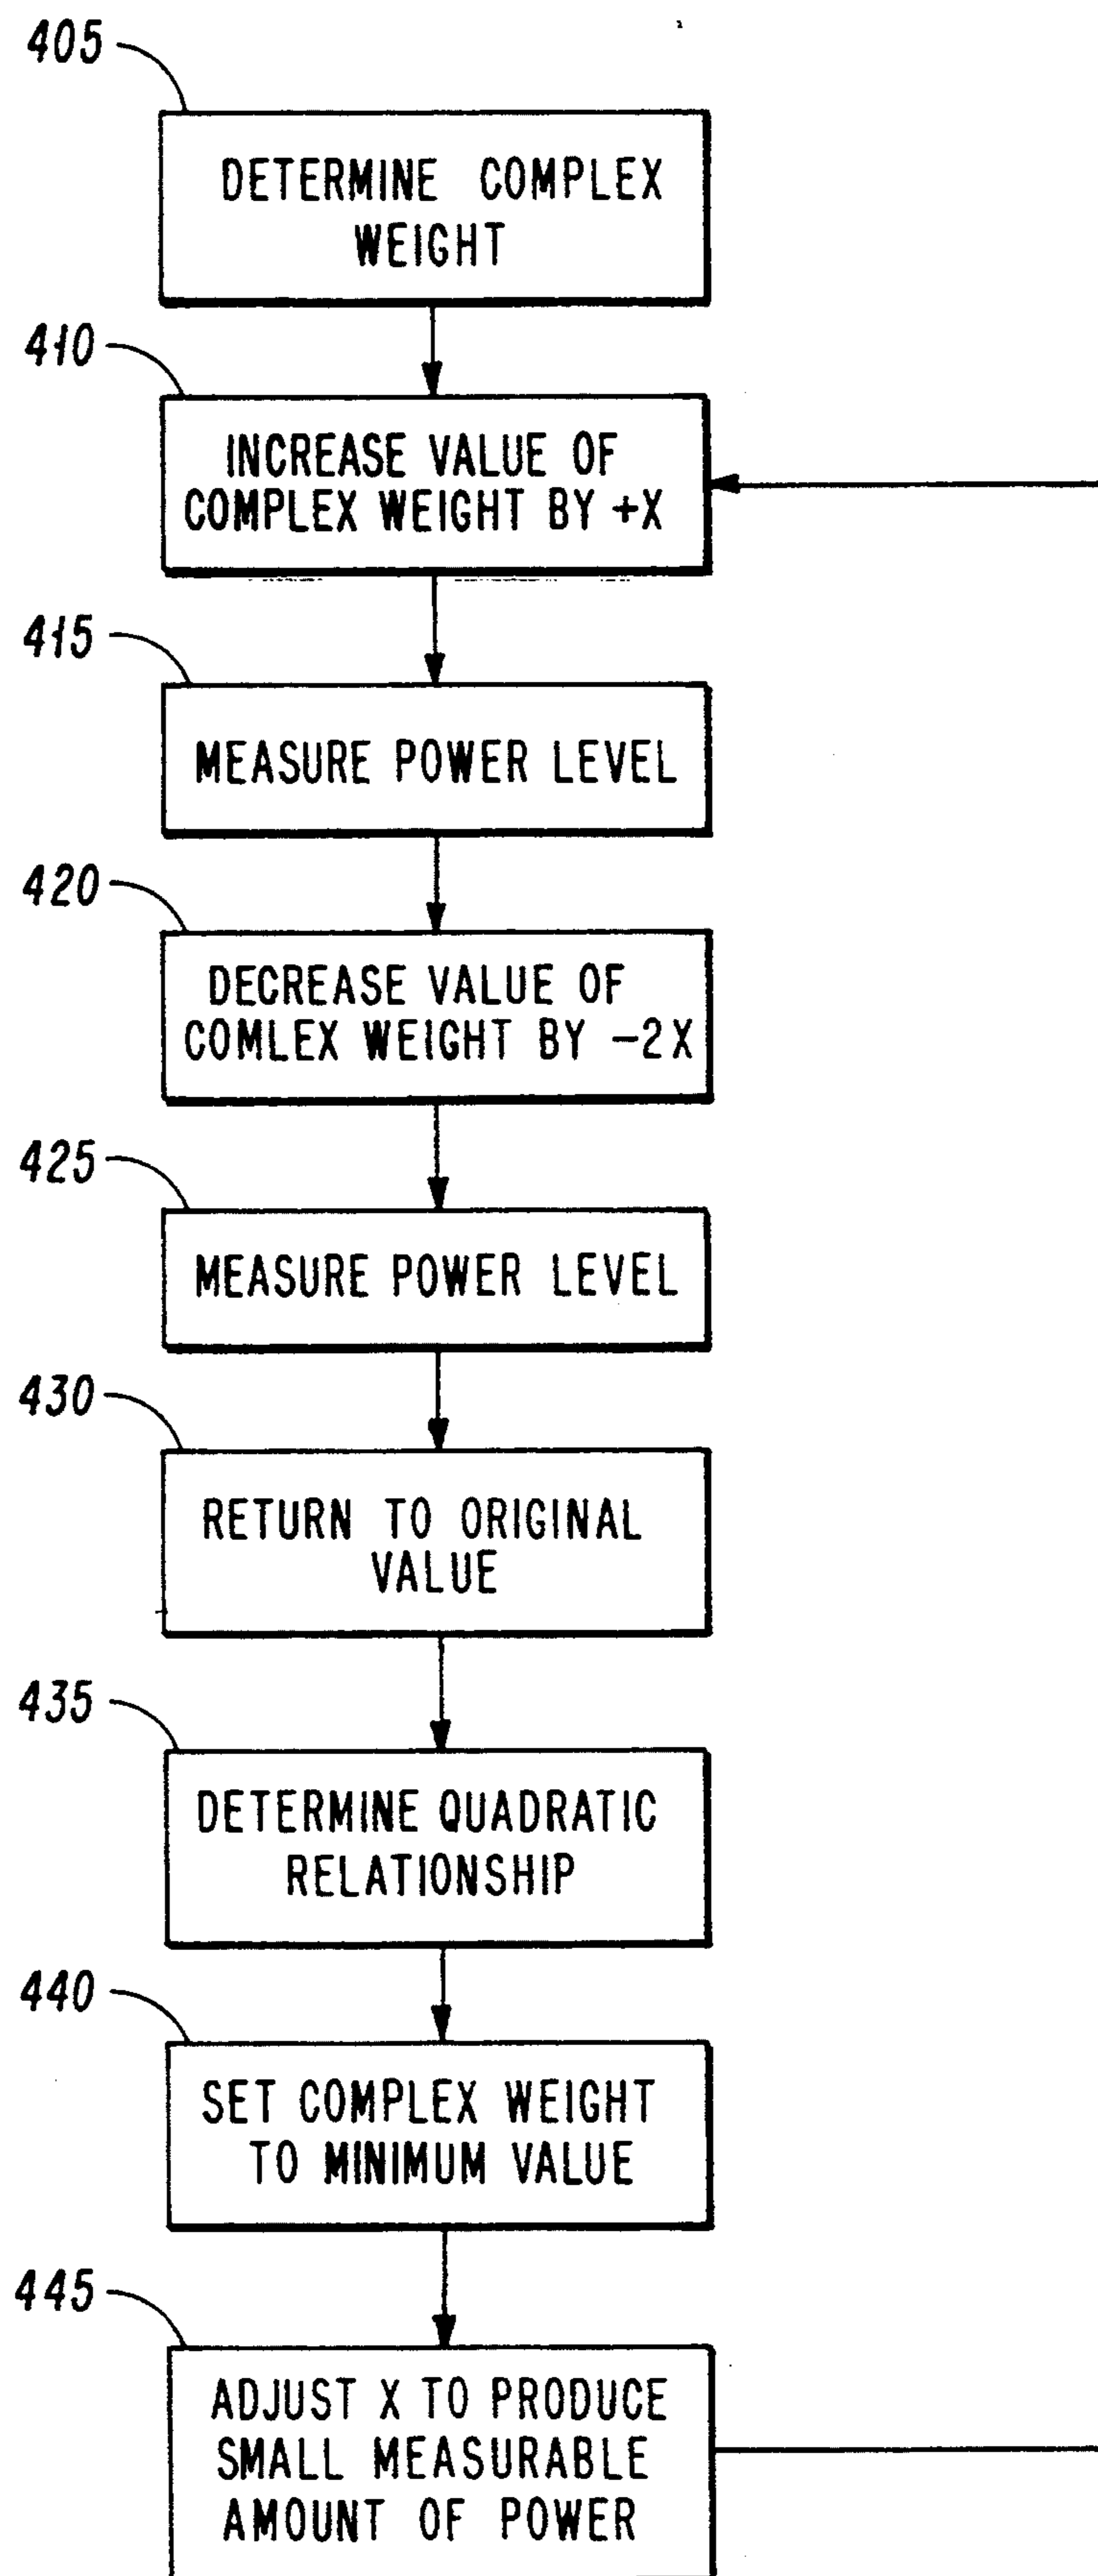 405
DETERMINE COMPLEX
WEIGHT
410
INCREASE VALUE OF
COMPLEX WEIGHT BY +X
415
MEASURE POWER LEVEL
420
DECREASE VALUE OF
COMLEX WEIGHT BY -2X
425
MEASURE POWER LEVEL
430
RETURN TO ORIGINAL
VALUE
435
DETERMINE QUADRATIC
RELATIONSHIP
440
SET COMPLEX WEIGHT
TO MINIMUM VALUE
445
ADJUST X TO PRODUCE
SMALL MEASURABLE
AMOUNT OF POWER